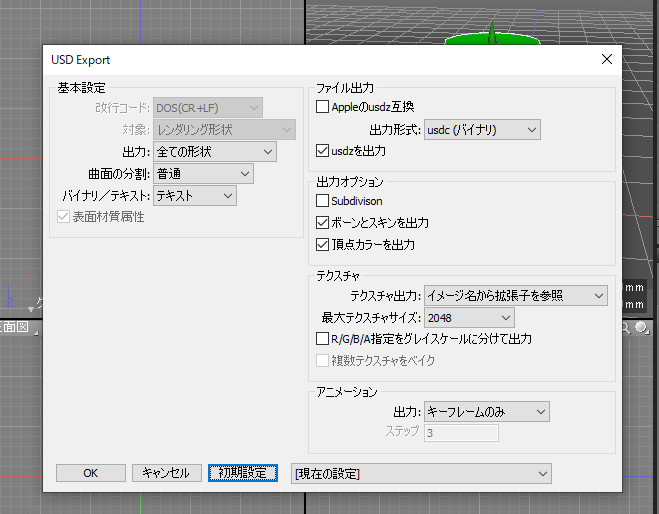 USD Export
基本設定
改行コード: DOS(CR+LF)
対象: レンダリング形状
出力: 全ての形状
曲面の分割: 普通
バイナリ／テキスト: テキスト
表面材質属性
ファイル出力
Appleのusdz互換
出力形式: usdc (バイナリ)
usdzを出力
出力オプション
Subdivison
ボーンとスキンを出力
頂点カラーを出力
テクスチャ
テクスチャ出力: イメージ名から拡張子を参照
最大テクスチャサイズ: 2048
R/G/B/A指定をグレイスケールに分けて出力
複数テクスチャをベイク
アニメーション
出力: キーフレームのみ
ステップ 3
OK キャンセル 初期設定 [現在の設定]
mm
mm
面図